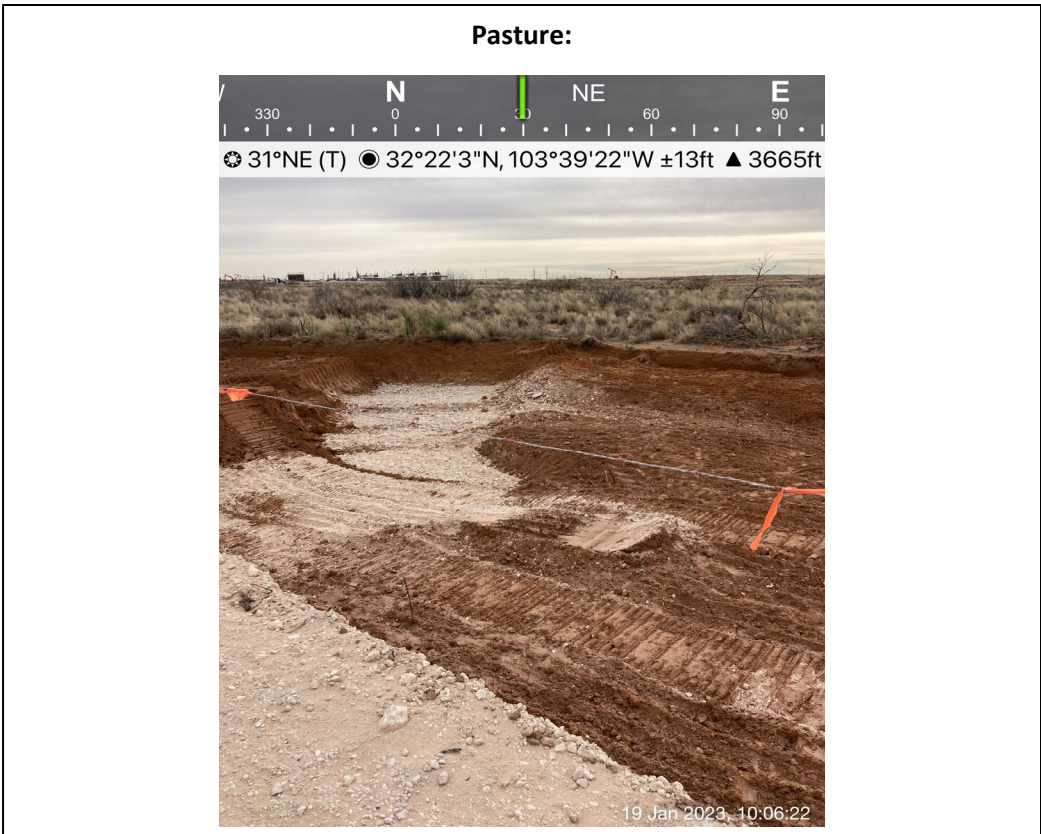 Pasture:
N NE E
330 0 30 60 90
31°NE (T) 32°22'3"N, 103°39'22"W ±13ft ▲ 3665ft
19 Jan 2023, 10:06:22